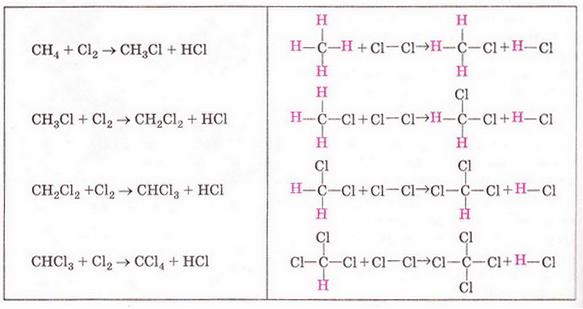 H H
CH₄ + Cl₂ → CH₃Cl + HCl H—C—H + Cl—Cl→H—C—Cl + H—Cl
H H
H Cl
CH₃Cl + Cl₂ → CH₂Cl₂ + HCl H—C—Cl + Cl—Cl→H—C—Cl + H—Cl
H H
Cl Cl
CH₂Cl₂ +Cl₂ → CHCl₃ + HCl H—C—Cl + Cl—Cl→Cl—C—Cl + H—Cl
H H
Cl Cl
CHCl₃ + Cl₂ → CCl₄ + HCl Cl—C—Cl + Cl—Cl→Cl—C—Cl + H—Cl
H Cl